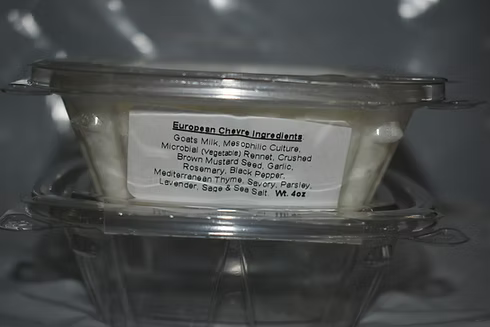 European Chevre Ingredients
Goats Milk, Mesophilic Culture,
Microbial (Vegetable) Rennet, Crushed
Brown Mustard Seed, Garlic,
Rosemary, Black Pepper,
Mediterranean Thyme, Savory, Parsley,
Lavender, Sage & Sea Salt Wt. 4oz